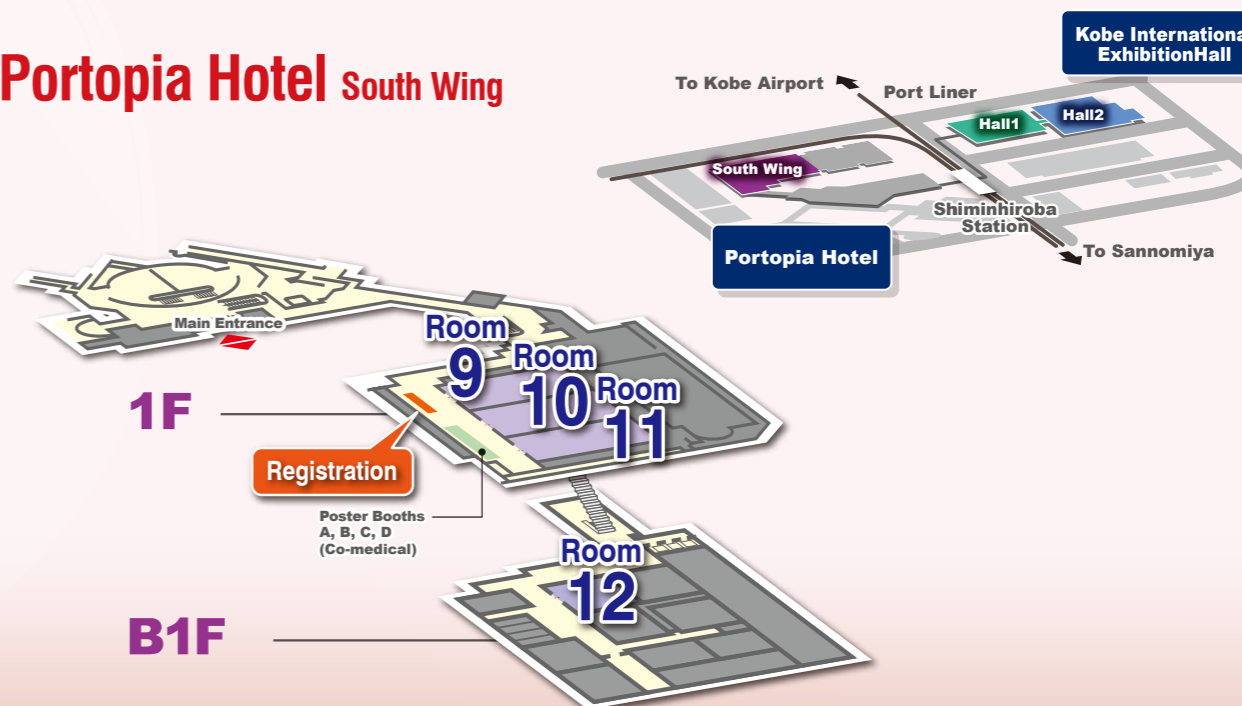 Portopia Hotel South Wing
Kobe Internationa
ExhibitionHall
To Kobe Airport
Port Liner
Hall1
Hall2
South Wing
Shiminhiroba
Station
Portopia Hotel
To Sannomiya
Main Entrance
Room
9
Room
10
Room
11
1F
Registration
Poster Booths
A, B, C, D
(Co-medical)
Room
12
B1F